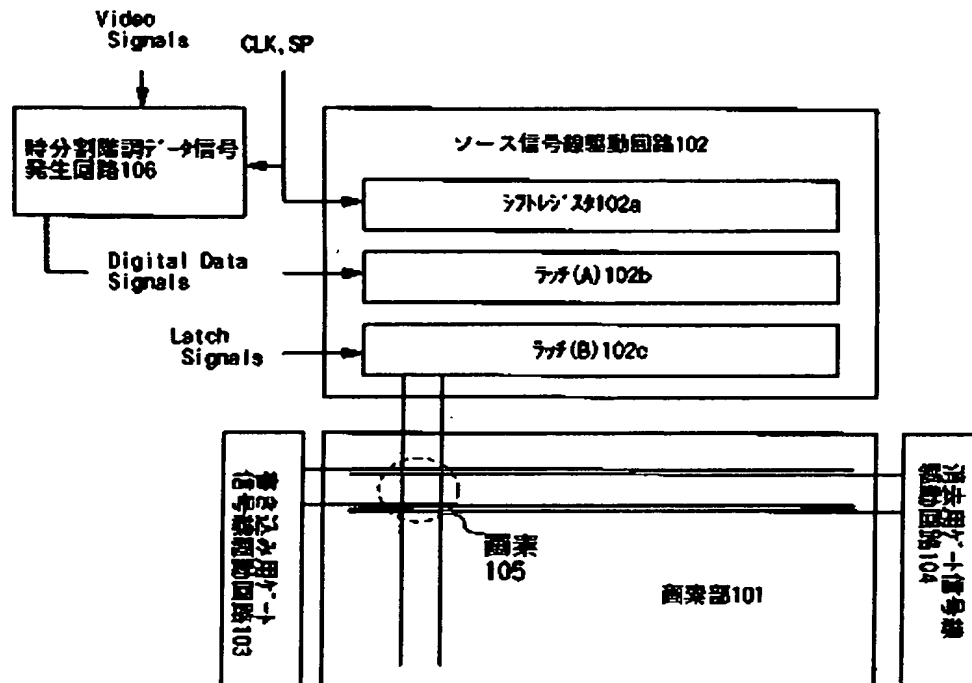 Video
Signals
CLK, SP
時分割階調データ信号
発生回路106
ソース信号線駆動回路102
シフトレジスタ102a
Digital Data
Signals
ラッチ(A)102b
Latch
Signals
ラッチ(B)102c
書き込み用ゲート
信号線駆動回路103
画素
105
画素部101
消去用ゲート信号線
駆動回路104